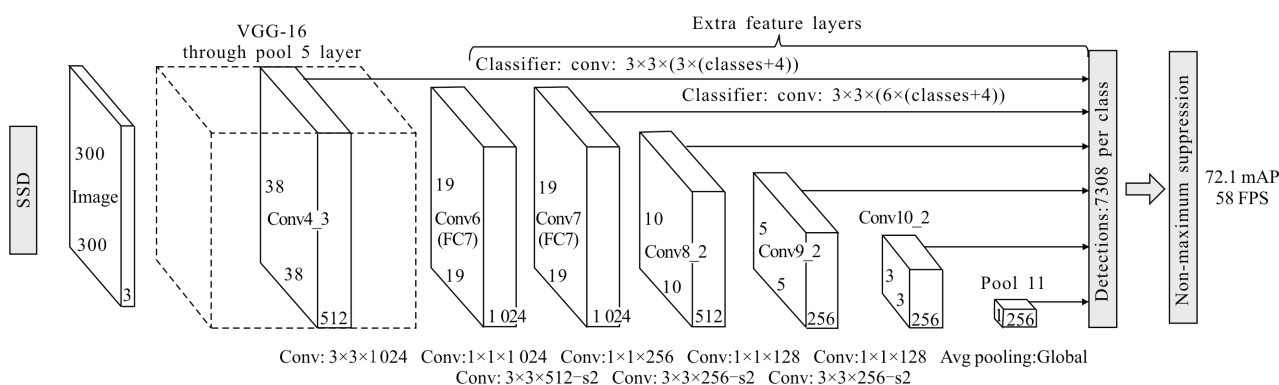 Extra feature layers
VGG-16
through pool 5 layer
Classifier: conv: 3×3×(3×(classes+4))
Classifier: conv: 3×3×(6×(classes+4))
SSD
300
Image
300
3
38
Conv4_3
38
512
19
Conv6
(FC7)
19
1 024
19
Conv7
(FC7)
19
1 024
10
Conv8_2
10
512
5
Conv9_2
5
256
Conv10_2
3
3
256
Pool 11
1
256
Detections:7308 per class
Non-maximum suppression
72.1 mAP
58 FPS
Conv: 3×3×1024 Conv:1×1×1 024 Conv:1×1×256 Conv:1×1×128 Conv:1×1×128 Avg pooling:Global
Conv: 3×3×512−s2 Conv: 3×3×256−s2 Conv: 3×3×256−s2